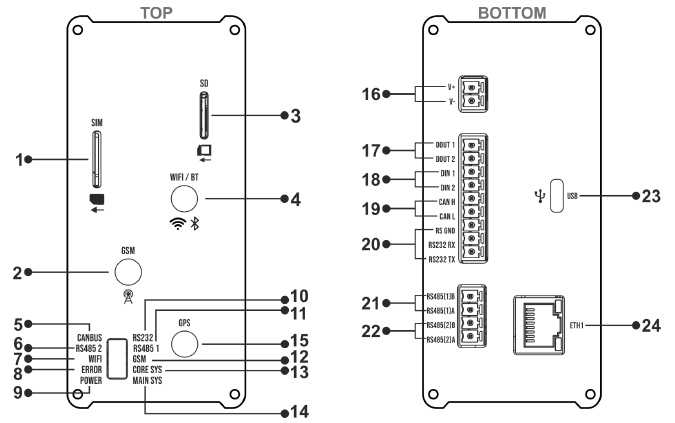 TOP
SD
3
SIM
1
WIFI / BT
4
GSM
2
10
11
5
CANBUS
RS232
GPS
15
6
RS485 2
RS485 1
7
WIFI
GSM
12
8
ERROR
CORE SYS
13
9
POWER
MAIN SYS
14
BOTTOM
16
V+
V-
17
DOUT 1
DOUT 2
18
DIN 1
DIN 2
19
CAN H
CAN L
20
RS GND
RS232 RX
RS232 TX
USB
23
21
RS485(1)B
RS485(1)A
22
RS485(2)B
RS485(2)A
ETH1
24